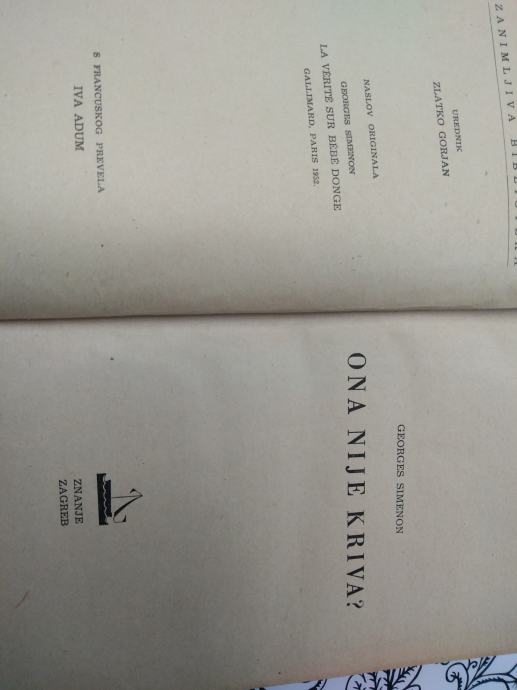 ZANIMLJIVA BIBLIOTEKA
UREDNIK
ZLATKO GORJAN
NASLOV ORIGINALA
GEORGES SIMENON
LA VÉRITÉ SUR BÉBÉ DONGE
GALLIMARD, PARIS 1952.
S FRANCUSKOG PREVELA
IVA ADUM
GEORGES SIMENON
ONA NIJE KRIVA?
ZNANJE
ZAGREB